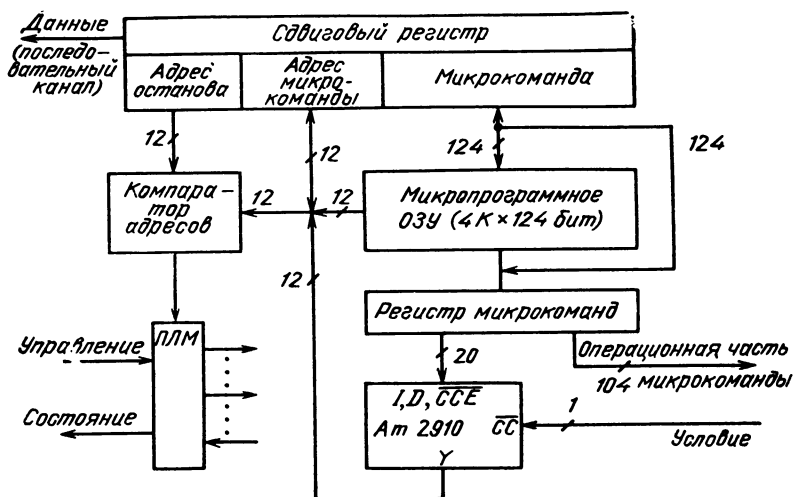 Данные
(последо-
вательный
канал)
Сдвиговый регистр
Адрес
останова
Адрес
микро-
команды
Микрокоманда
12
12
124
124
Компара-
тор
адресов
12
12
Микропрограммное
ОЗУ (4К×124 бит)
12
Регистр микрокоманд
Управление
ПЛМ
20
Операционная часть
104 микрокоманды
Состояние
I,D,CCE
Am 2910
CC
1
Условие
Y